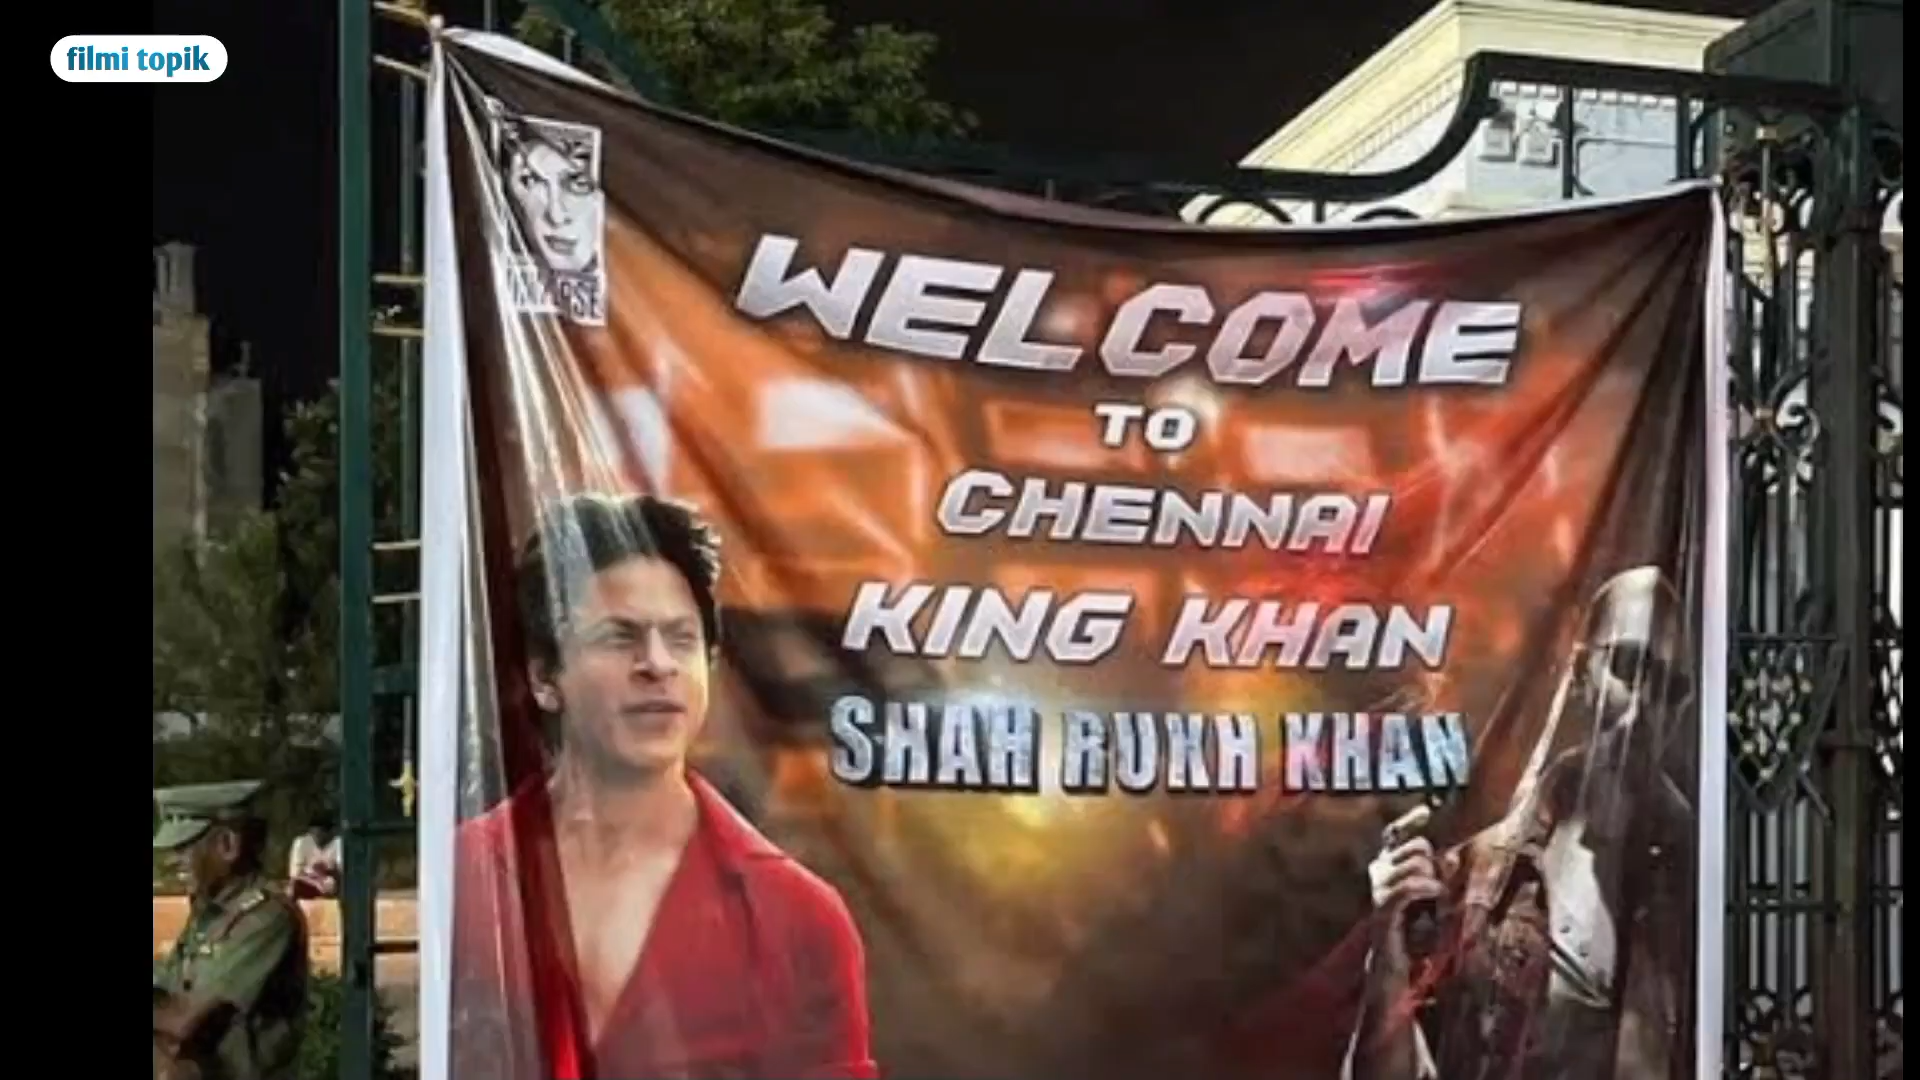 filmi topik
WELCOME
TO
CHENNAI
KING KHAN
SHAH RUKH KHAN